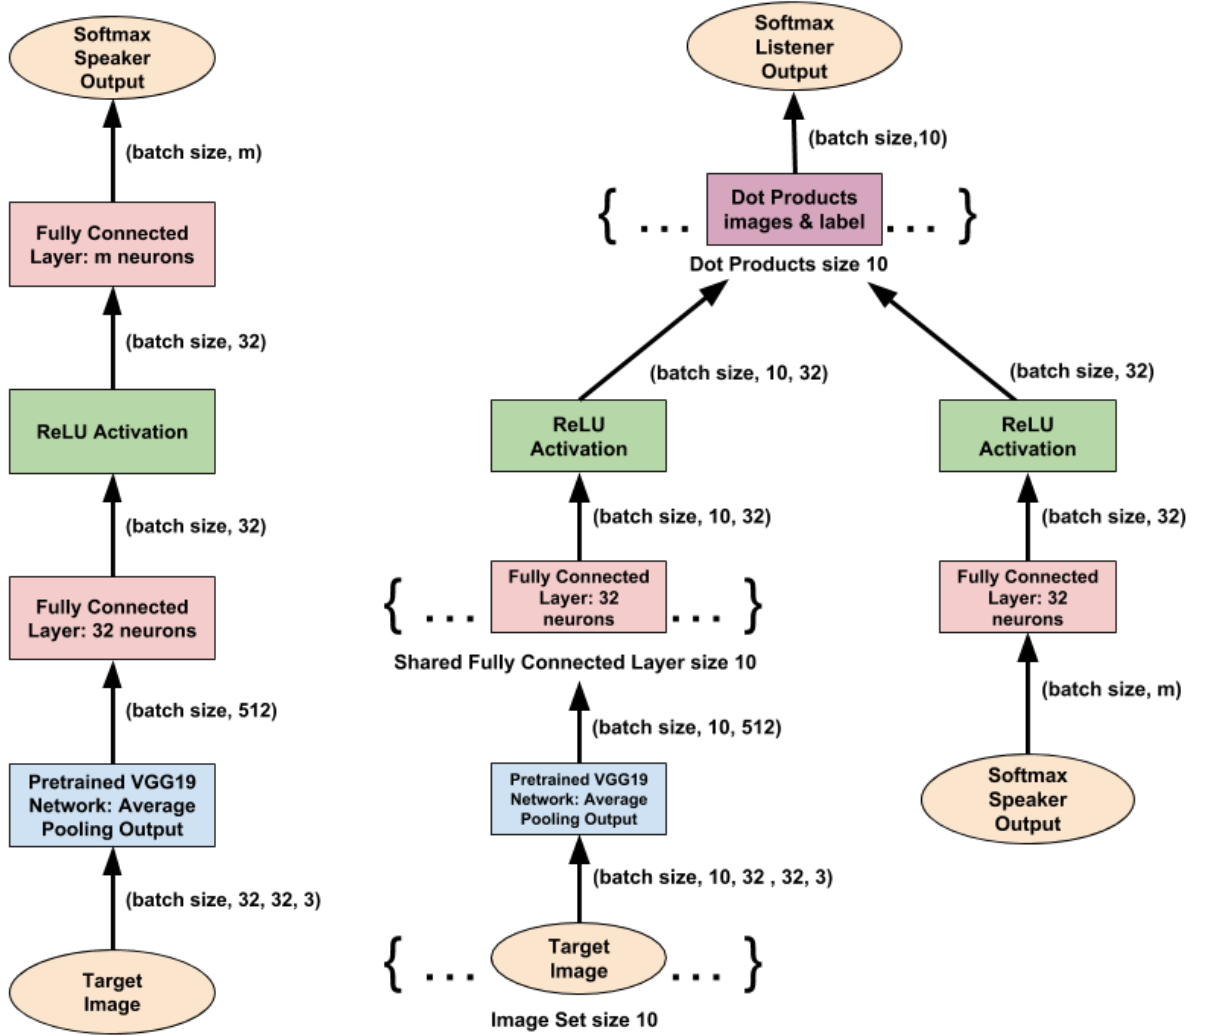 Softmax
Speaker
Output
(batch size, m)
Fully Connected
Layer: m neurons
(batch size, 32)
ReLU Activation
(batch size, 32)
Fully Connected
Layer: 32 neurons
(batch size, 512)
Pretrained VGG19
Network: Average
Pooling Output
(batch size, 32, 32, 3)
Target
Image
Softmax
Listener
Output
(batch size,10)
{ ... Dot Products ... }
images & label
Dot Products size 10
(batch size, 10, 32)
ReLU
Activation
(batch size, 10, 32)
{ ... Fully Connected ... }
Layer: 32
neurons
Shared Fully Connected Layer size 10
(batch size, 10, 512)
Pretrained VGG19
Network: Average
Pooling Output
(batch size, 10, 32 , 32, 3)
{ ... Target ... }
Image
Image Set size 10
(batch size, 32)
ReLU
Activation
(batch size, 32)
Fully Connected
Layer: 32
neurons
(batch size, m)
Softmax
Speaker
Output